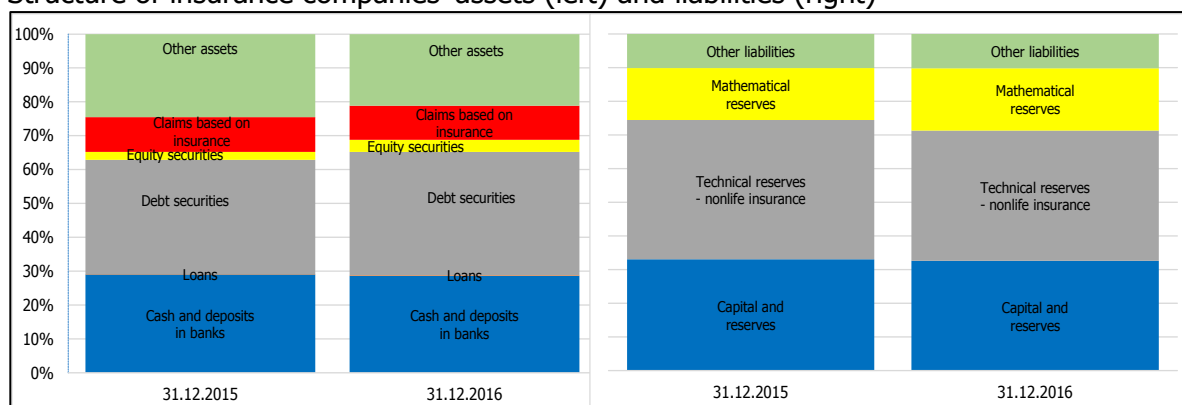 Structure of insurance companies' assets (left) and liabilities (right)
100%
90%
80%
70%
60%
50%
40%
30%
20%
10%
0%
Other assets
Claims based on
insurance
Equity securities
Debt securities
Loans
Cash and deposits
in banks
31.12.2015
Other assets
Claims based on
insurance
Equity securities
Debt securities
Loans
Cash and deposits
in banks
31.12.2016
Other liabilities
Mathematical
reserves
Technical reserves
- nonlife insurance
Capital and
reserves
31.12.2015
Other liabilities
Mathematical
reserves
Technical reserves
- nonlife insurance
Capital and
reserves
31.12.2016